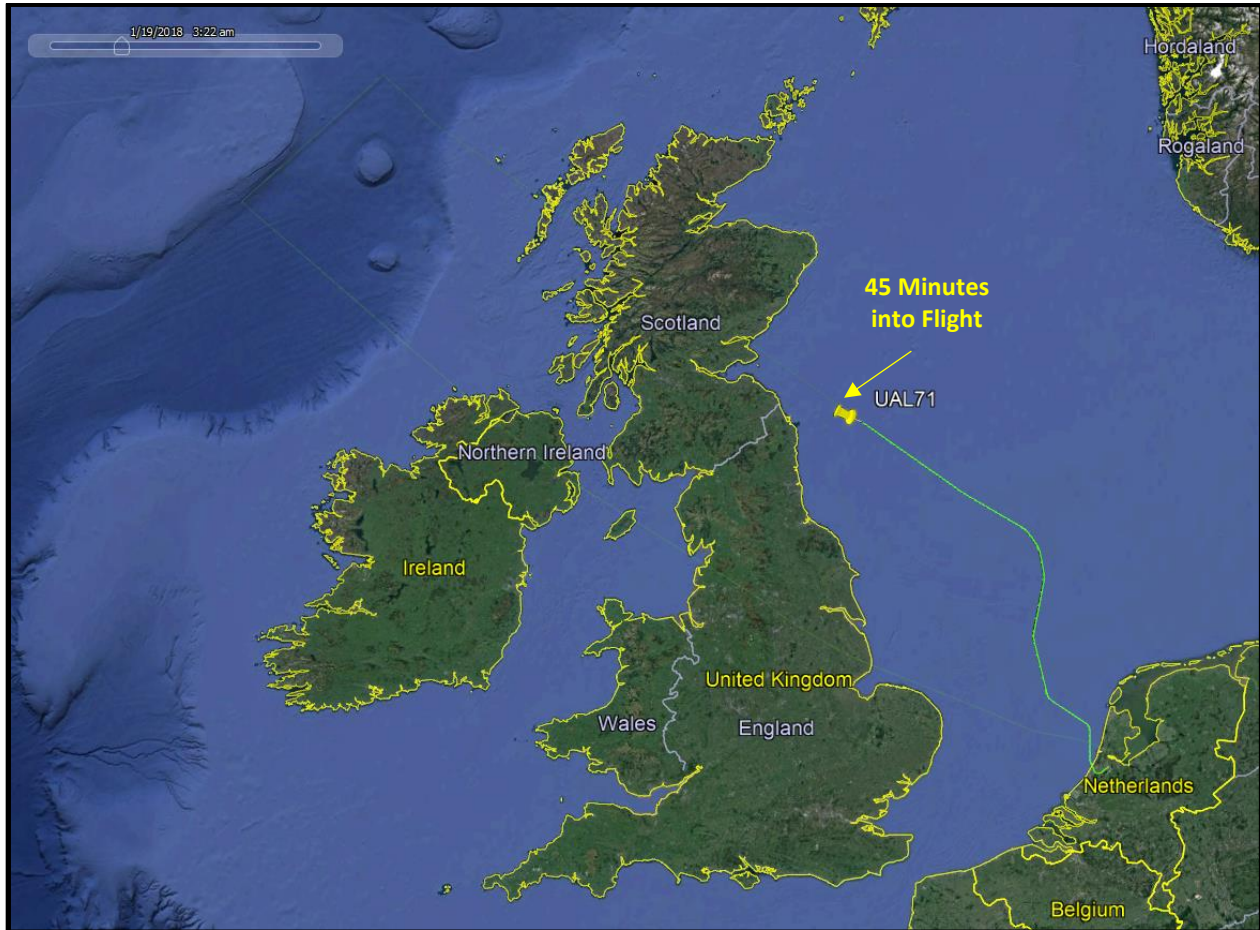 1/19/2018 3:22 am
Hordaland
Rogaland
45 Minutes
into Flight
Scotland
UAL71
Northern Ireland
Ireland
United Kingdom
Wales
England
Netherlands
Belgium